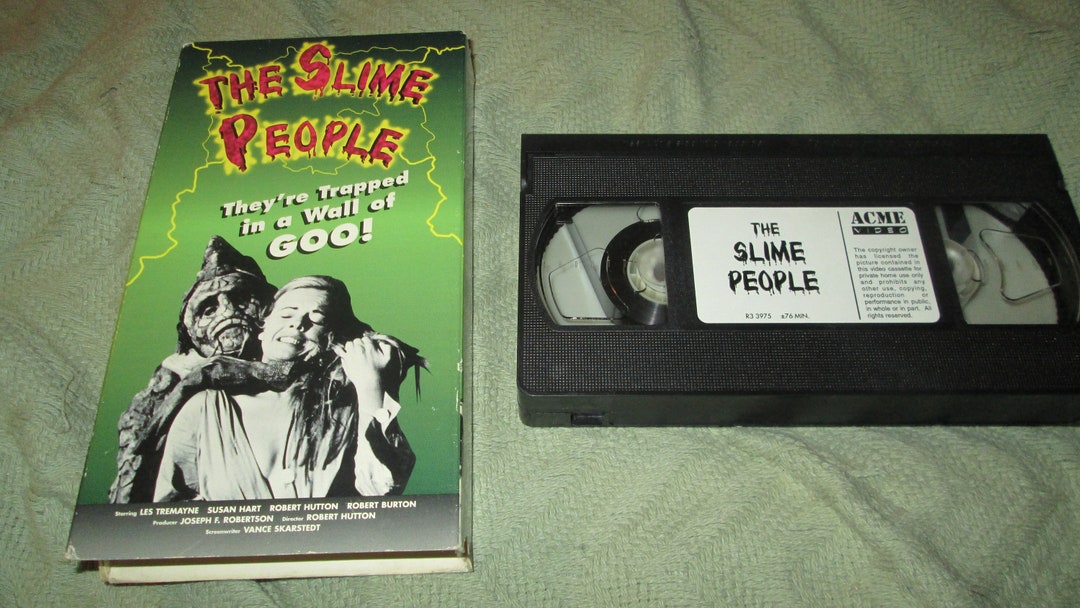 THE SLIME
PEOPLE
They're Trapped
in a Wall of
GOO!
Starring LES TREMAYNE SUSAN HART ROBERT HUTTON ROBERT BURTON
Producer JOSEPH F. ROBERTSON Director ROBERT HUTTON
Screenwriter VANCE SKARSTEDT
THE
SLIME
PEOPLE
R3 3975 ±76 MIN.
ACME
VIDEO
The copyright owner
has licensed the
picture contained in
this video cassette for
private home use only
and prohibits any
other use, copying,
reproduction or
performance in public,
in whole or in part. All
rights reserved.